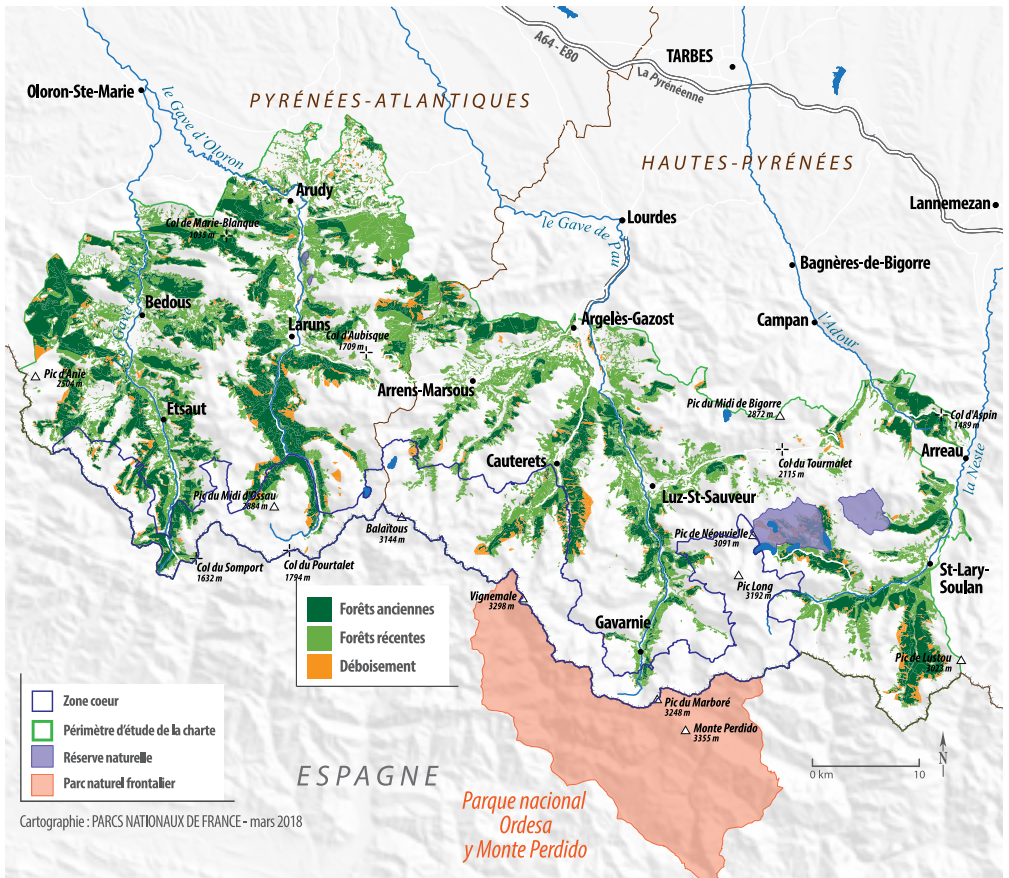 A64 - E80
La Pyrénéenne
TARBES
Oloron-Ste-Marie
le Gave d'Oloron
PYRÉNÉES-ATLANTIQUES
HAUTES-PYRÉNÉES
Arudy
Lannemezan
Lourdes
le Gave de Pau
Col de Marie-Blanque
1035 m
Bagnères-de-Bigorre
Bedous
Laruns
Col d'Aubisque
1709 m
Argelès-Gazost
Campan
l'Adour
Pic d'Anie
2504 m
Arrens-Marsous
Etsaut
Pic du Midi de Bigorre
2872 m
Col d'Aspin
1489 m
Arreau
la Neste
Cauterets
Col du Tourmalet
2115 m
Luz-St-Sauveur
Pic du Midi d'Ossau
2884 m
Balaïtous
3144 m
Pic de Néouvielle
3091 m
Col du Somport
1632 m
Col du Pourtalet
1794 m
Pic Long
3192 m
St-Lary-
Soulan
Vignemale
3298 m
Gavarnie
Pic de Lustou
3023 m
Forêts anciennes
Forêts récentes
Déboisement
Pic du Marboré
3248 m
Monte Perdido
3355 m
Zone coeur
Périmètre d'étude de la charte
Réserve naturelle
Parc naturel frontalier
N
0 km
10
ESPAGNE
Parque nacional
Ordesa
y Monte Perdido
Cartographie : PARCS NATIONAUX DE FRANCE - mars 2018